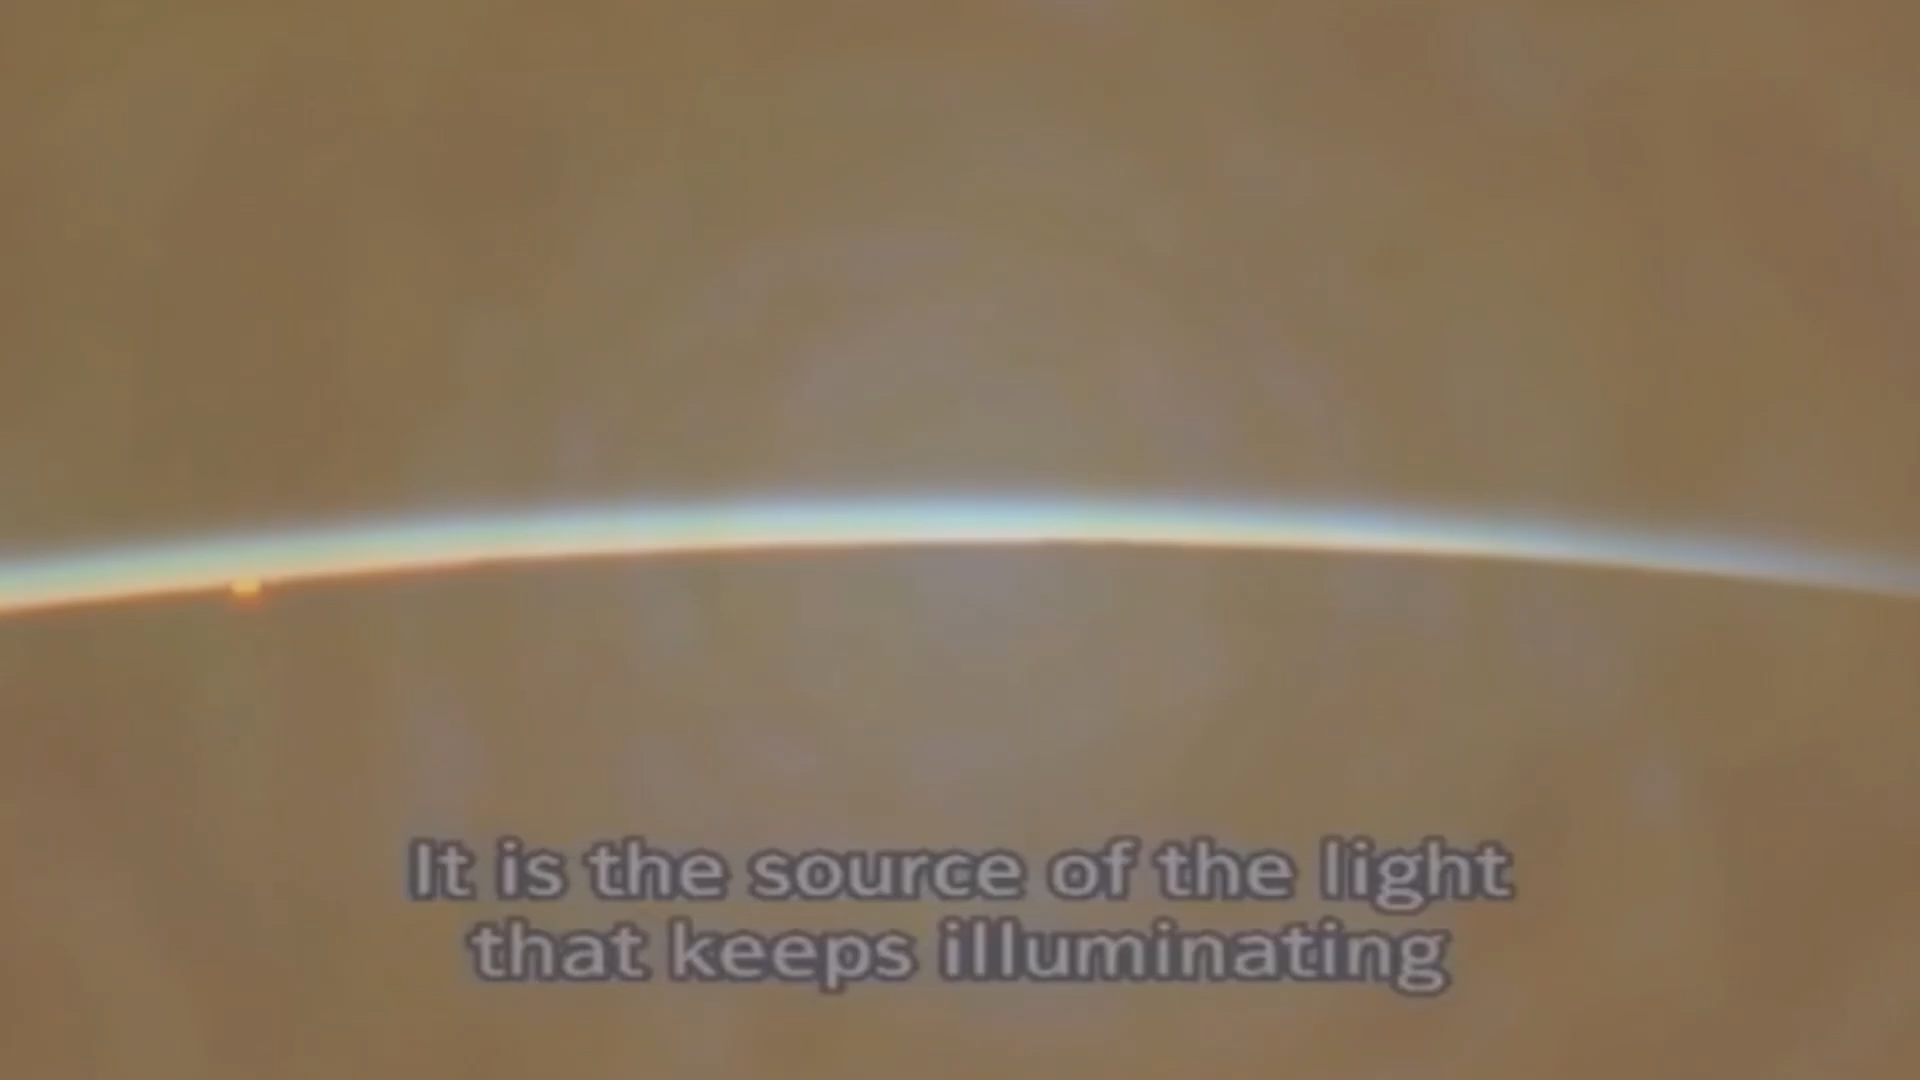 It is the source of the light
that keeps illuminating